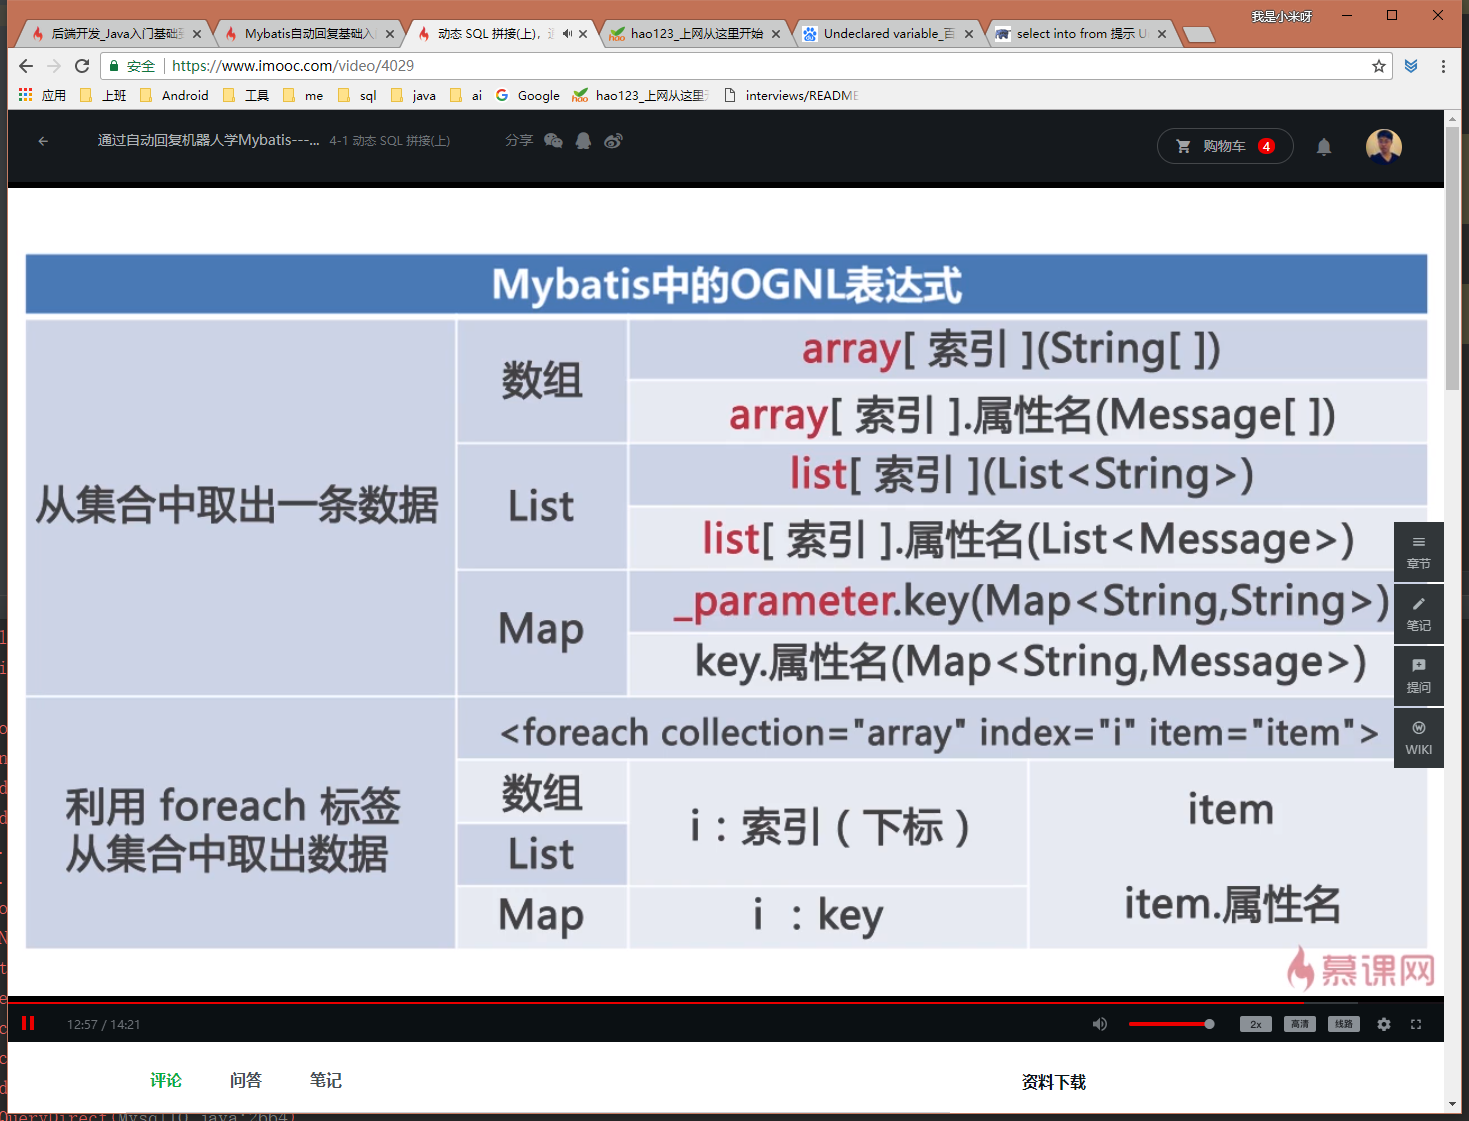 我是小米呀
后端开发_Java入门基础
Mybatis自动回复基础入
动态 SQL 拼接(上),
hao123_上网从这里开始
Undeclared variable_百
select into from 提示 U
安全
https://www.imooc.com/video/4029
应用 上班 Android 工具 me sql java ai Google hao123_上网从这里 interviews/README
通过自动回复机器人学Mybatis---... 4-1 动态 SQL 拼接(上) 分享 购物车 4
Mybatis中的OGNL表达式
从集合中取出一条数据
数组
array[ 索引 ](String[ ])
array[ 索引 ].属性名(Message[ ])
List
list[ 索引 ](List<String>)
list[ 索引 ].属性名(List<Message>)
Map
_parameter.key(Map<String,String>)
key.属性名(Map<String,Message>)
利用 foreach 标签
从集合中取出数据
<foreach collection="array" index="i" item="item">
数组
List
i：索引（下标）
Map
i ：key
item
item.属性名
章节
笔记
提问
WIKI
慕课网
12:57 / 14:21
2x 高清 线路
评论 问答 笔记
资料下载